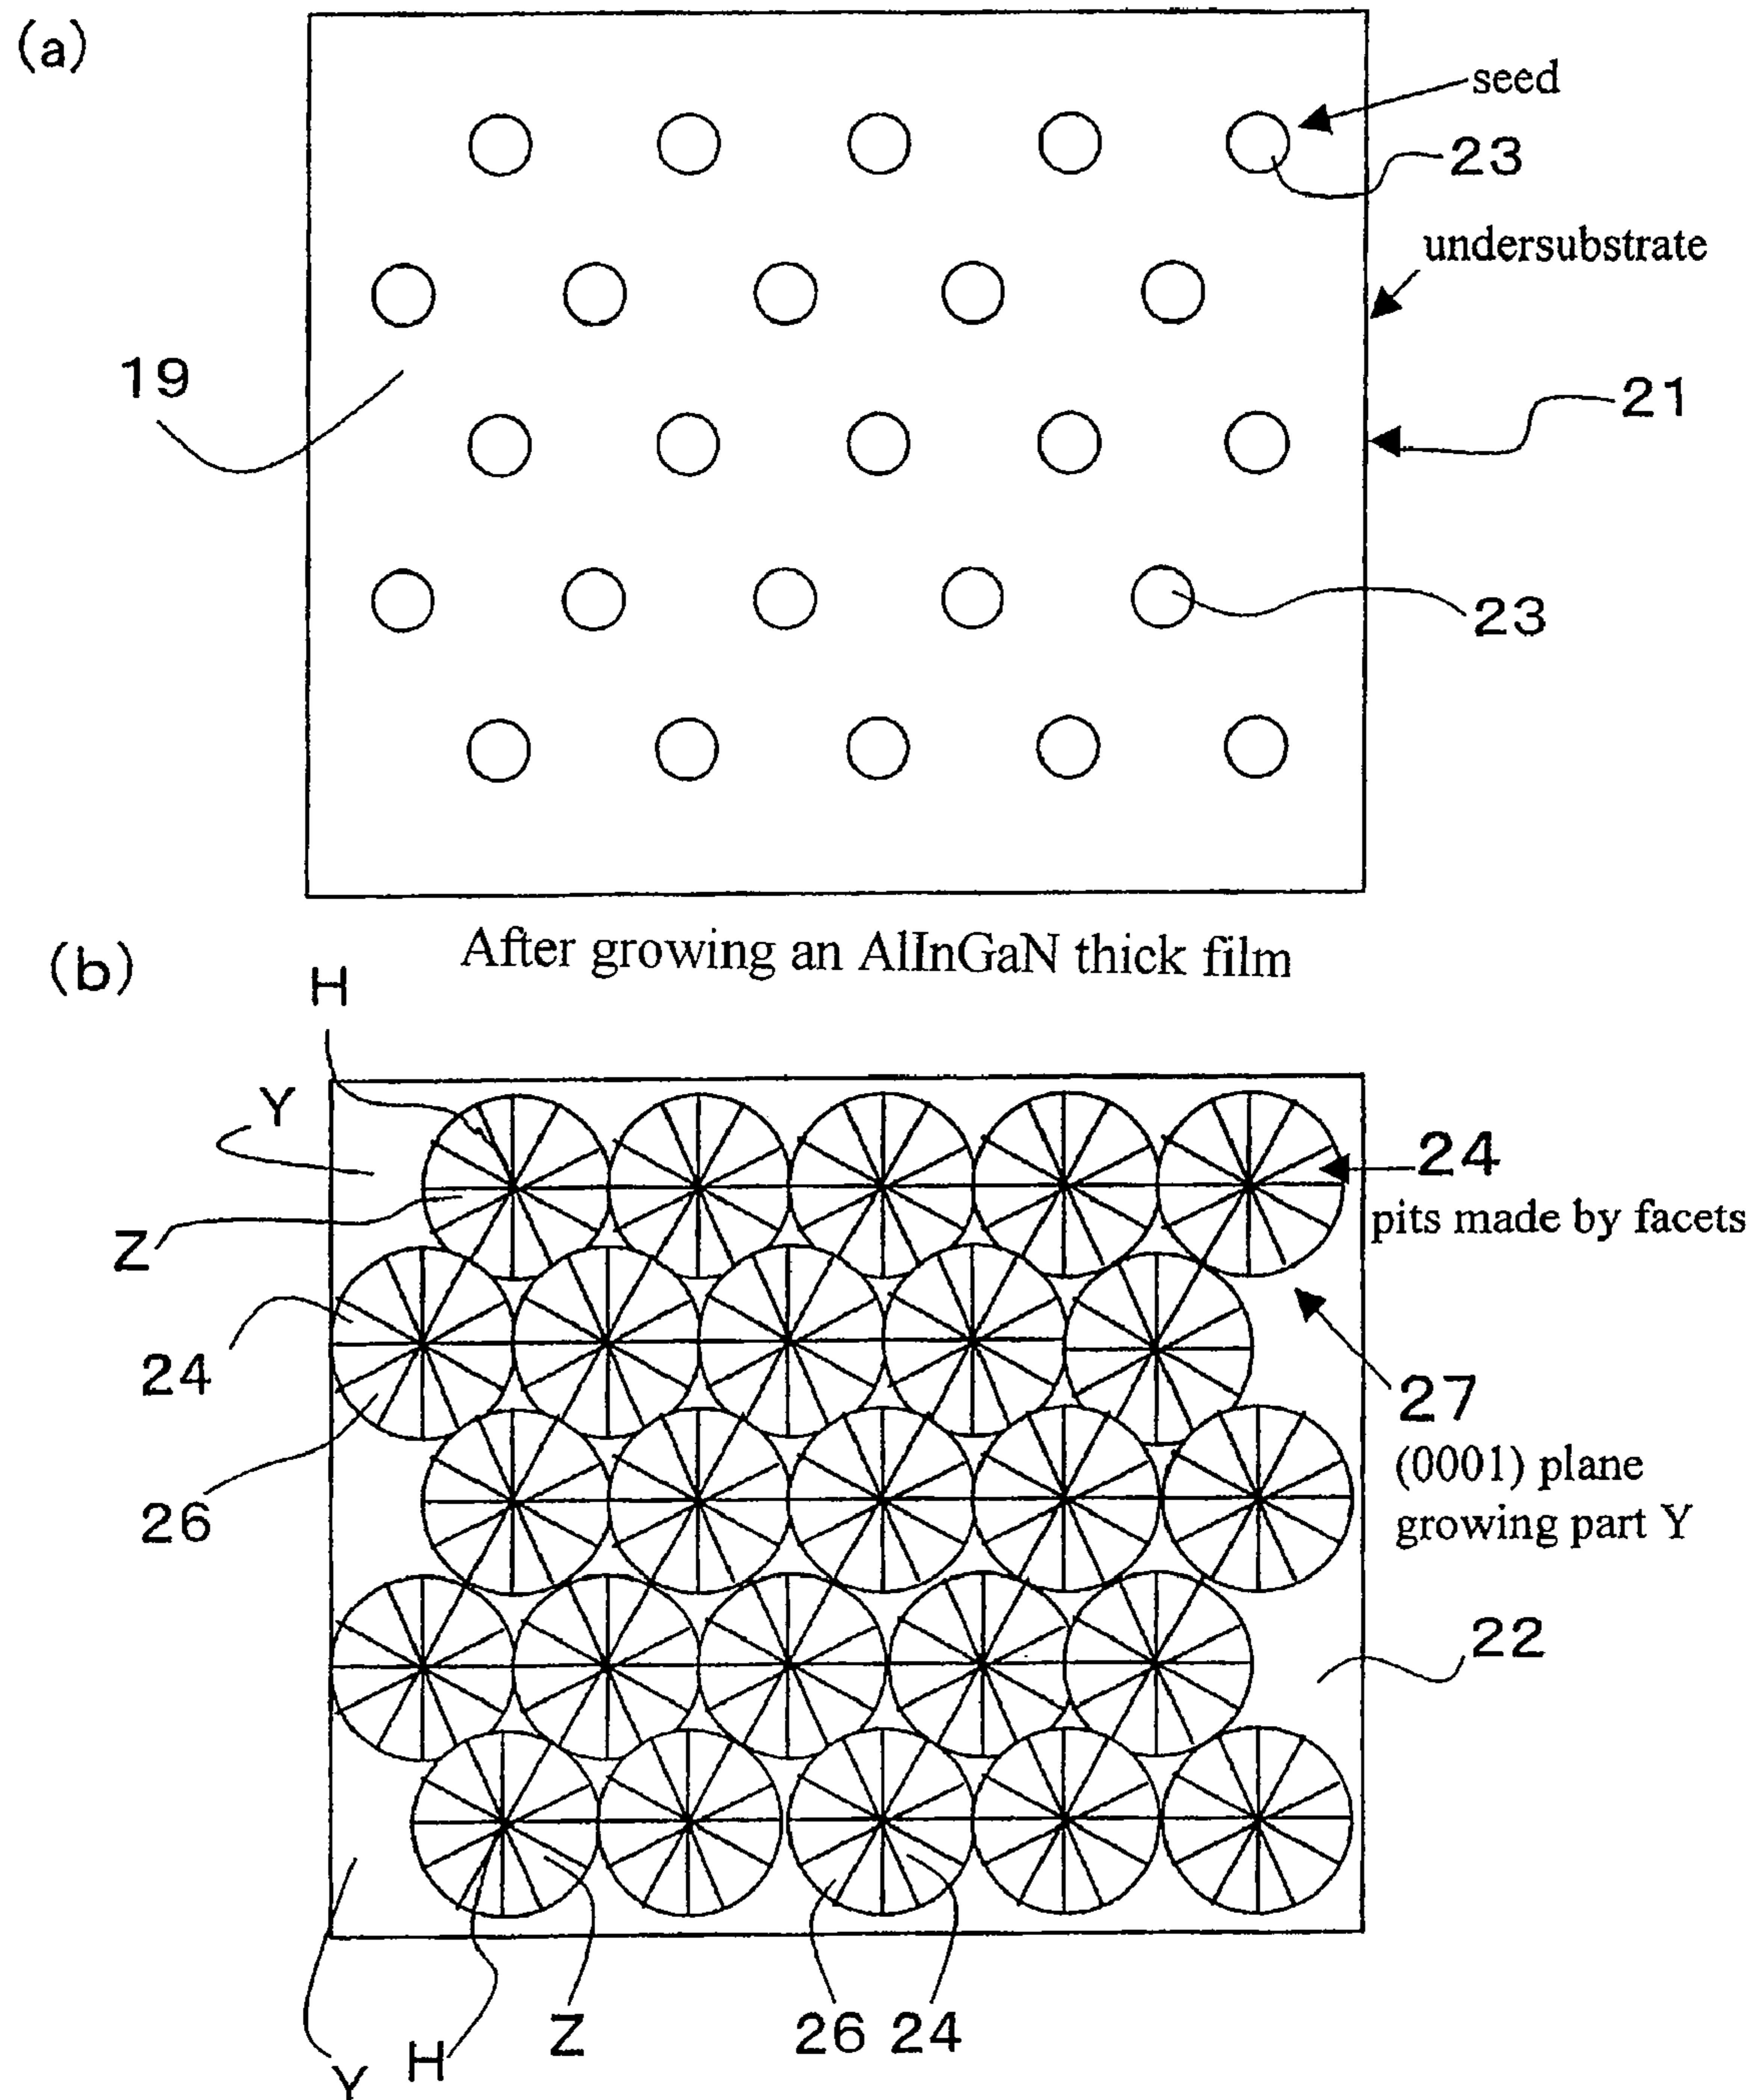 (a)
seed
23
undersubstrate
19
21
23
After growing an AlInGaN thick film
(b)
H
Y
24
pits made by facets
Z
24
27
(0001) plane
growing part Y
26
22
Y
H
Z
26
24